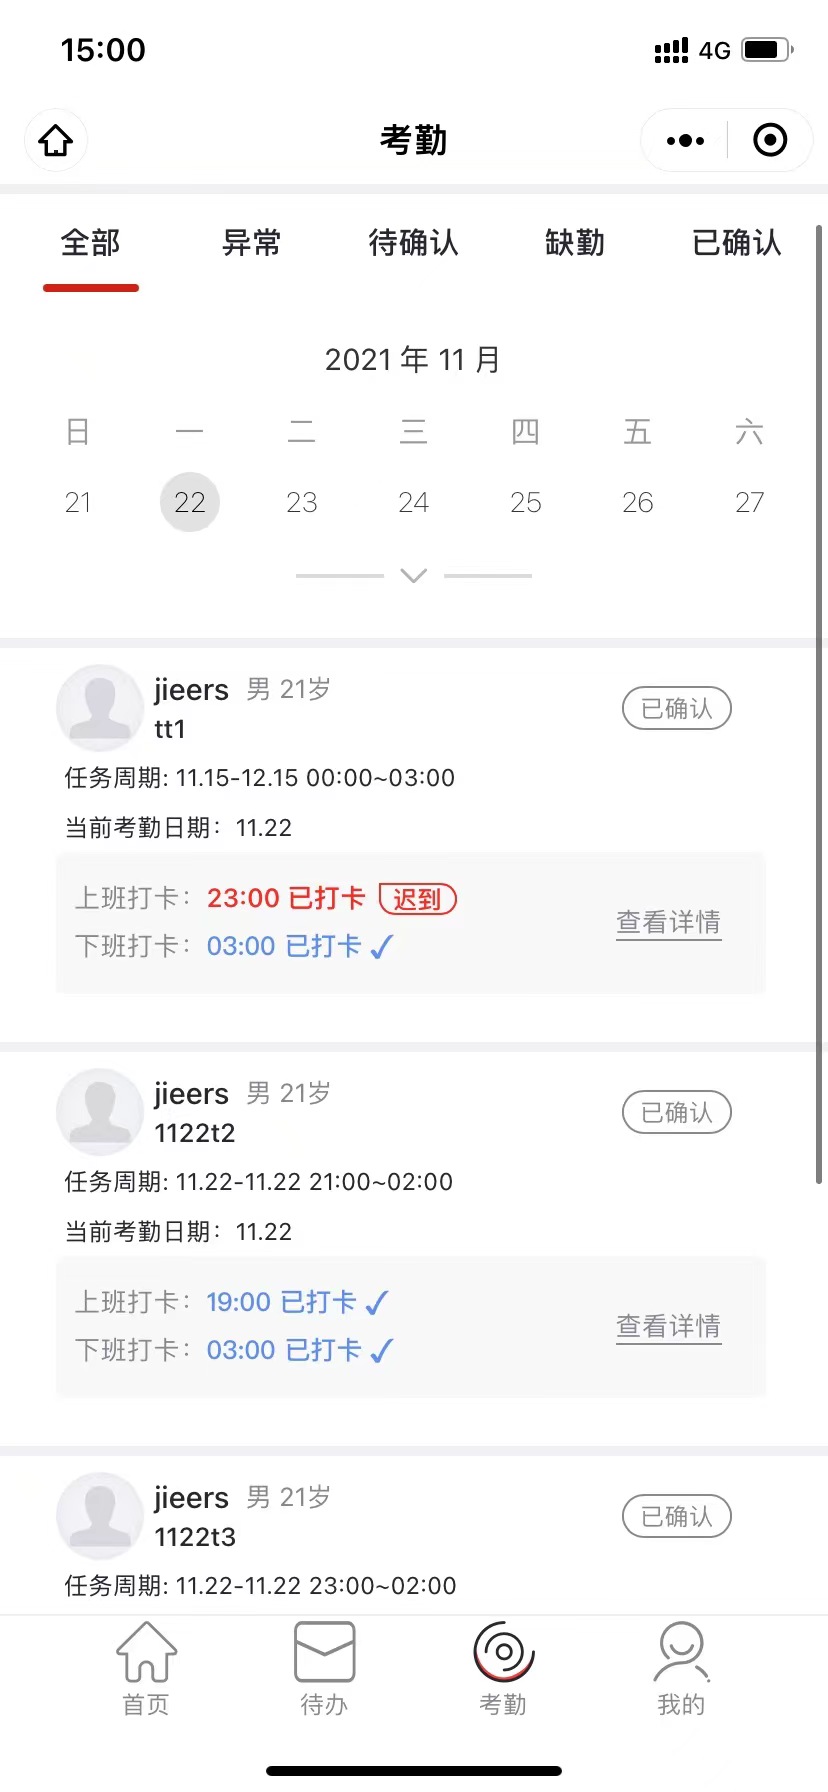 15:00 4G
考勤
全部 异常 待确认 缺勤 已确认
2021 年 11 月
日 一 二 三 四 五 六
21 22 23 24 25 26 27
jieers 男 21岁
tt1
已确认
任务周期: 11.15-12.15 00:00~03:00
当前考勤日期：11.22
上班打卡：23:00 已打卡 迟到
下班打卡：03:00 已打卡
查看详情
jieers 男 21岁
1122t2
已确认
任务周期: 11.22-11.22 21:00~02:00
当前考勤日期：11.22
上班打卡：19:00 已打卡
下班打卡：03:00 已打卡
查看详情
jieers 男 21岁
1122t3
已确认
任务周期: 11.22-11.22 23:00~02:00
首页 待办 考勤 我的